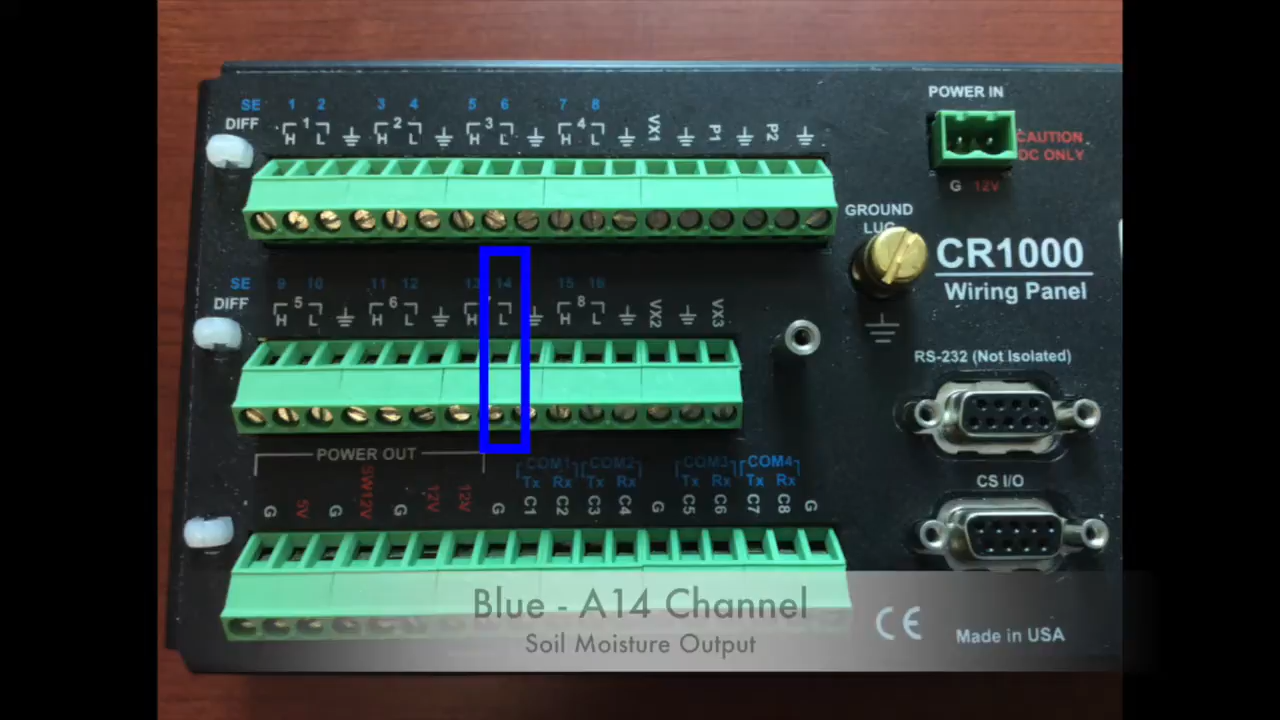 SE 1 2 3 4 5 6 7 8
DIFF H 1 L H 2 L H 3 L H 4 L VX1 P1 P2
POWER IN
CAUTION
DC ONLY
G 12V
GROUND
LUG
CR1000
Wiring Panel
SE 9 10 11 12 13 14 15 16
DIFF H 5 L H 6 L H L H 8 L VX2 VX3
RS-232 (Not Isolated)
POWER OUT
COM1 COM2 COM3 COM4
Tx Rx Tx Rx Tx Rx
G 5V G SW12V G 12V 12V G C1 C2 C3 C4 G C5 C6 C7 C8 G
CS I/O
Blue - A14 Channel
Soil Moisture Output
CE
Made in USA